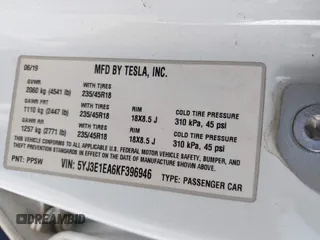 06/19 MFD BY TESLA, INC.
GVWR
2060 kg (4541 lb) WITH TIRES 235/45R18
GAWR FRT
1110 kg (2447 lb) WITH TIRES 235/45R18 RIM 18X8.5 J COLD TIRE PRESSURE 310 kPa, 45 psi
GAWR RR
1257 kg (2771 lb) WITH TIRES 235/45R18 RIM 18X8.5 J COLD TIRE PRESSURE 310 kPa, 45 psi
THIS VEHICLE CONFORMS TO ALL APPLICABLE FEDERAL MOTOR VEHICLE SAFETY, BUMPER,
AND THEFT PREVENTION STANDARDS IN EFFECT ON THE DATE OF MANUFACTURE SHOWN ABOVE.
PNT: PPSW VIN: 5YJ3E1EA6KF396946 TYPE: PASSENGER CAR